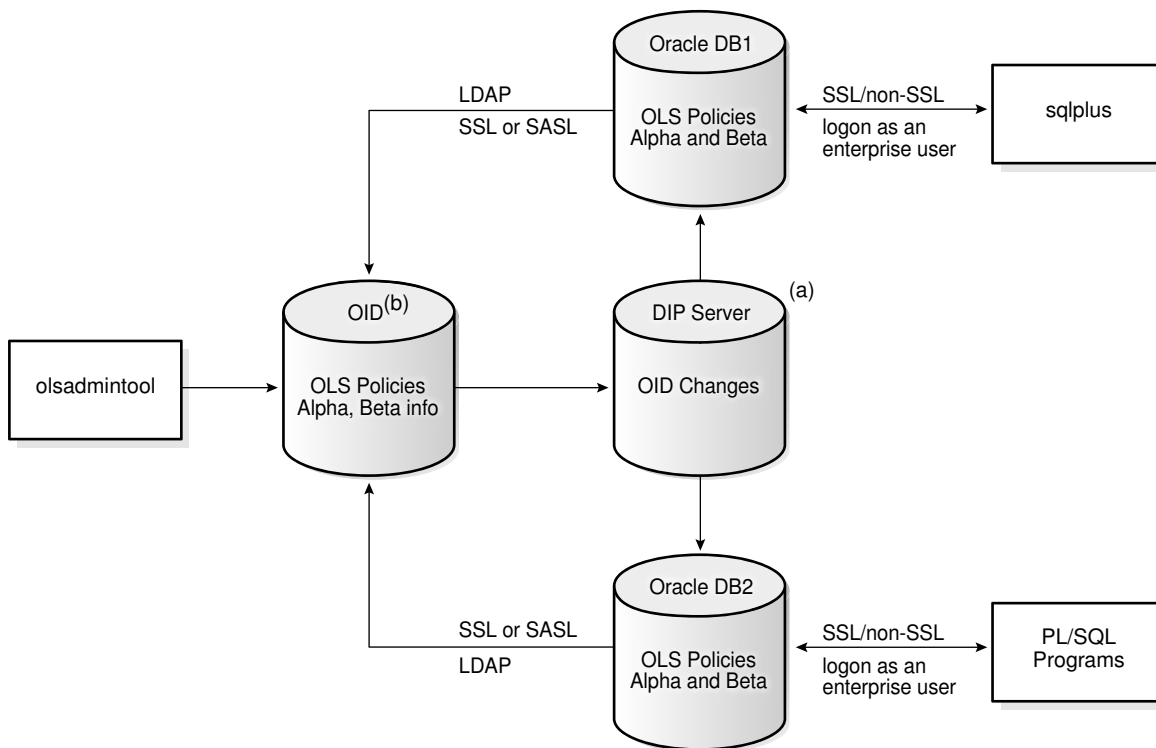 Oracle DB1
OLS Policies
Alpha and Beta
LDAP
SSL or SASL
SSL/non-SSL
logon as an
enterprise user
sqlplus
olsadmintool
OID(b)
OLS Policies
Alpha, Beta info
DIP Server
(a)
OID Changes
Oracle DB2
OLS Policies
Alpha and Beta
SSL or SASL
LDAP
SSL/non-SSL
logon as an
enterprise user
PL/SQL
Programs